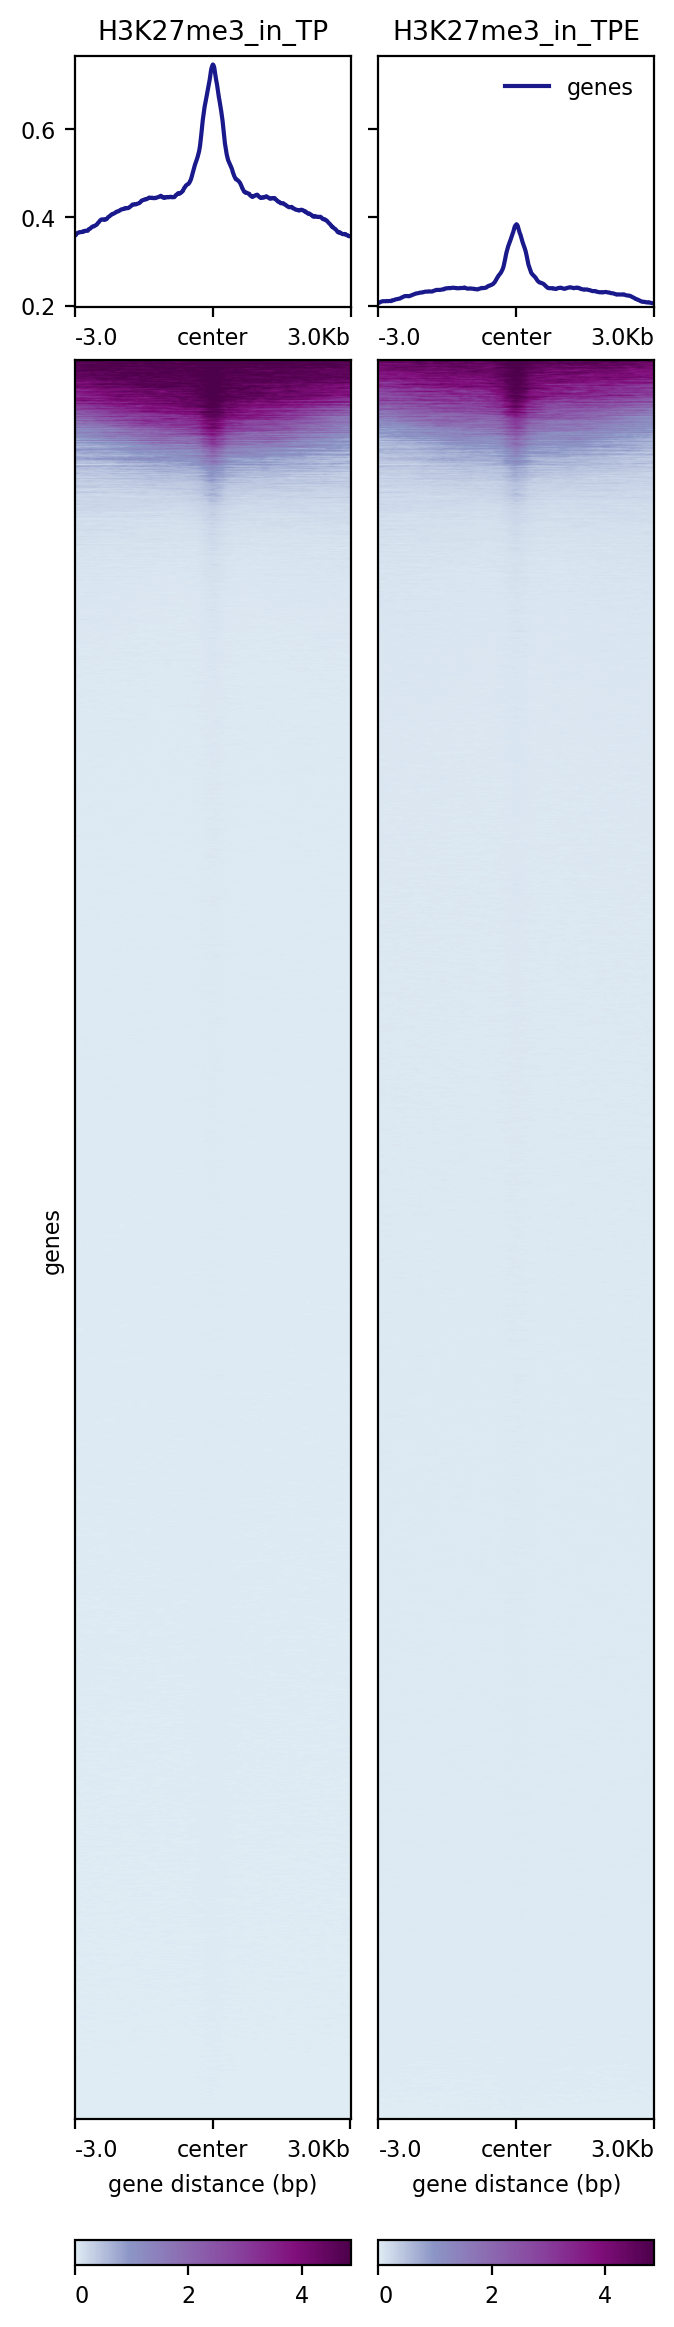 H3K27me3_in_TP H3K27me3_in_TPE
genes
0.6
0.4
0.2
-3.0 center 3.0Kb -3.0 center 3.0Kb
genes
-3.0 center 3.0Kb -3.0 center 3.0Kb
gene distance (bp) gene distance (bp)
0 2 4 0 2 4